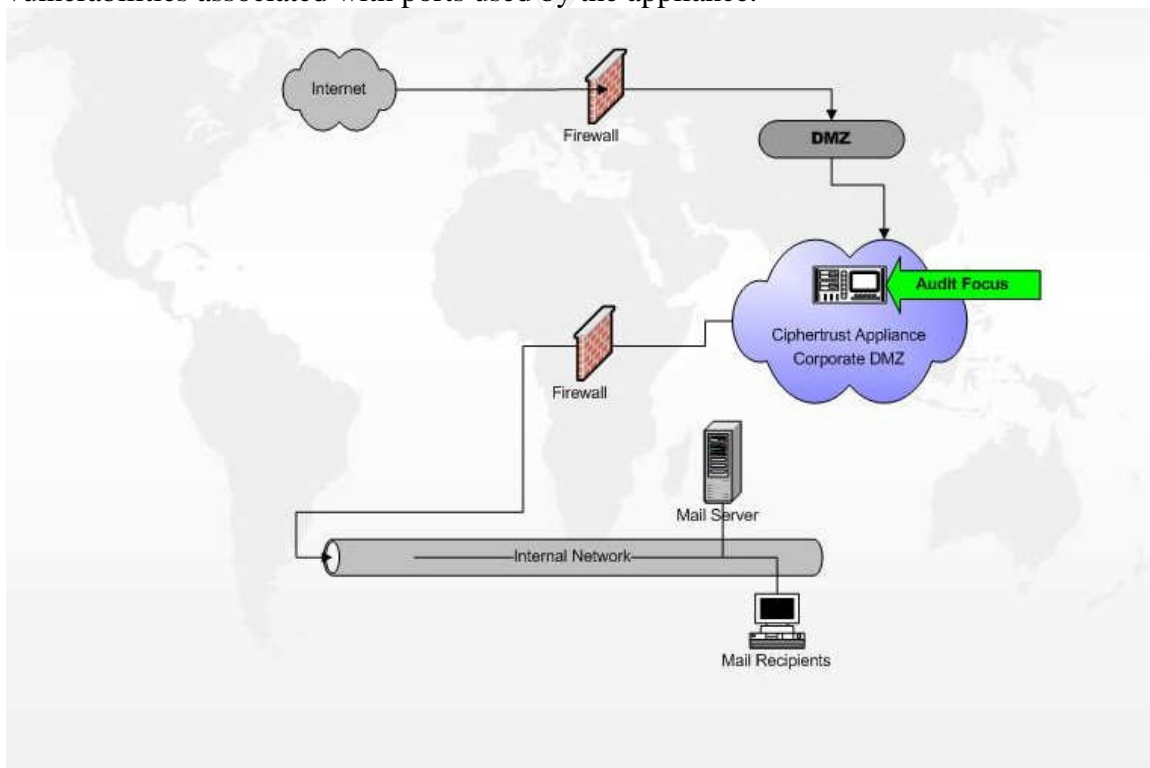 vulnerabilities associated with ports used by the appliance.
Internet
Firewall
DMZ
Audit Focus
Ciphertrust Appliance
Corporate DMZ
Firewall
Mail Server
Internal Network
Mail Recipients